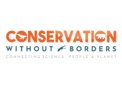 CONSERVATION
WITHOUT BORDERS
CONNECTING SCIENCE, PEOPLE & PLANET